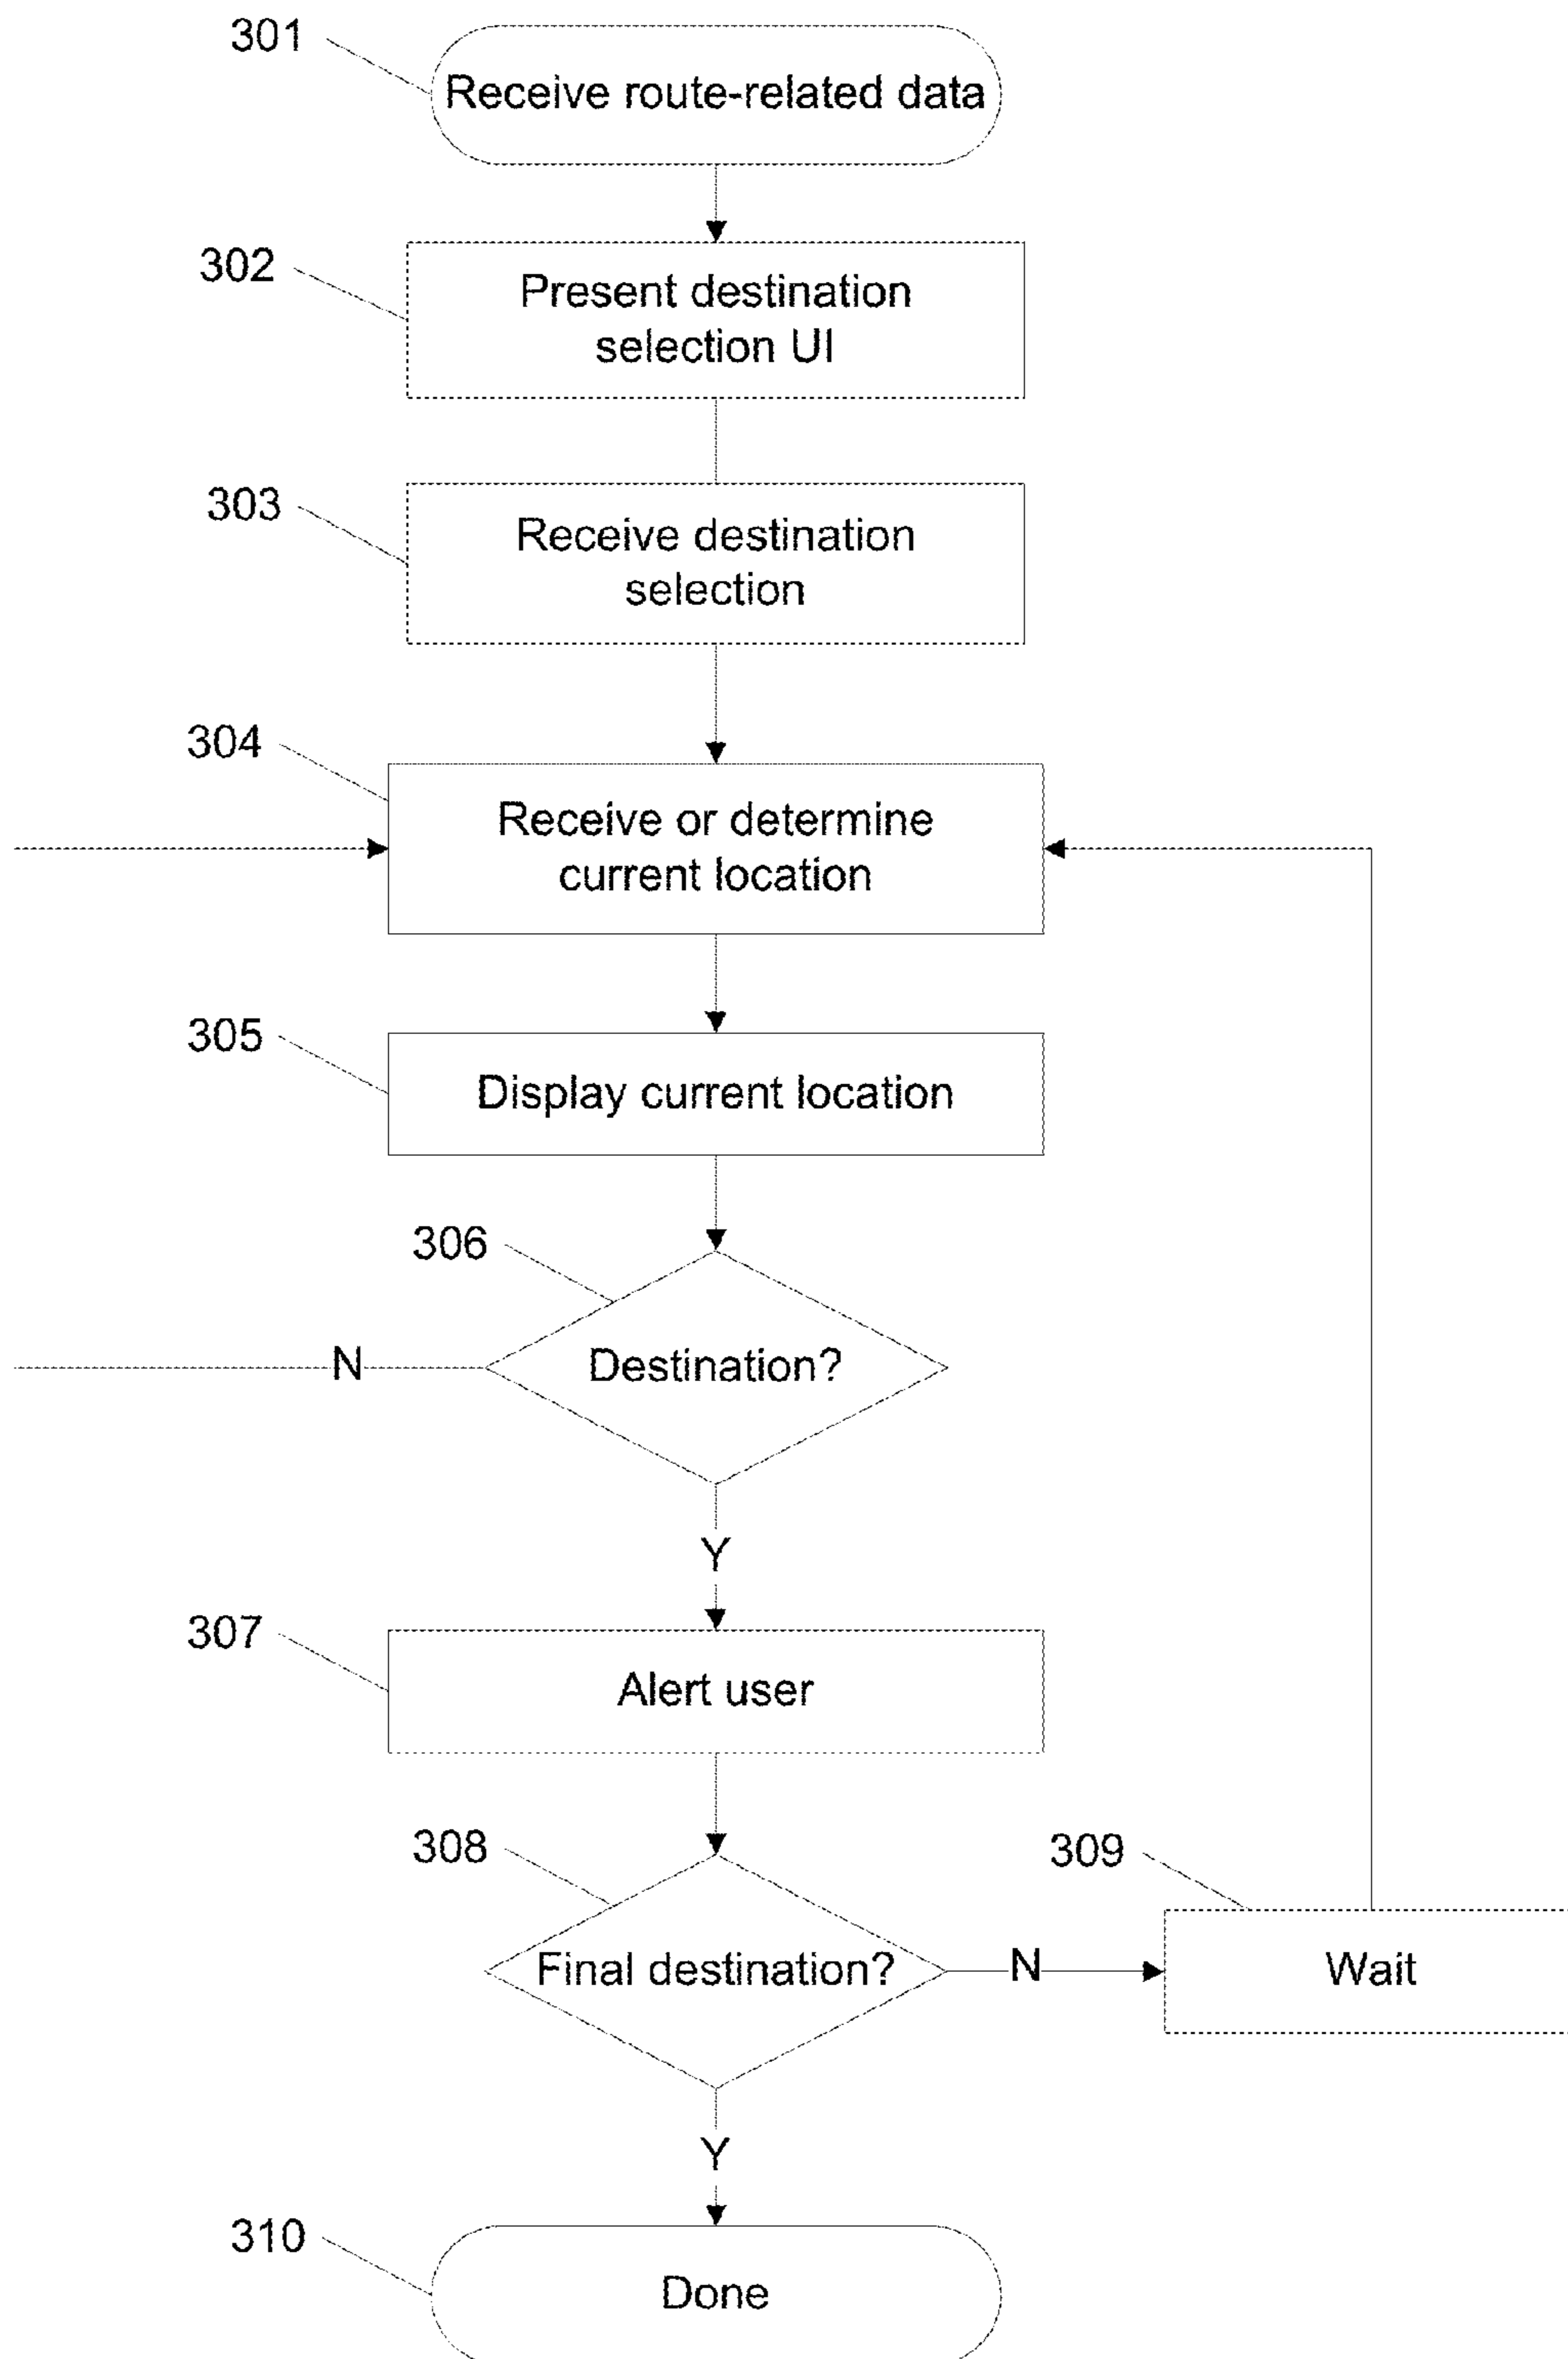 301
Receive route-related data
302
Present destination
selection UI
303
Receive destination
selection
304
Receive or determine
current location
305
Display current location
306
Destination?
N
Y
307
Alert user
308
Final destination?
N
309
Wait
Y
310
Done